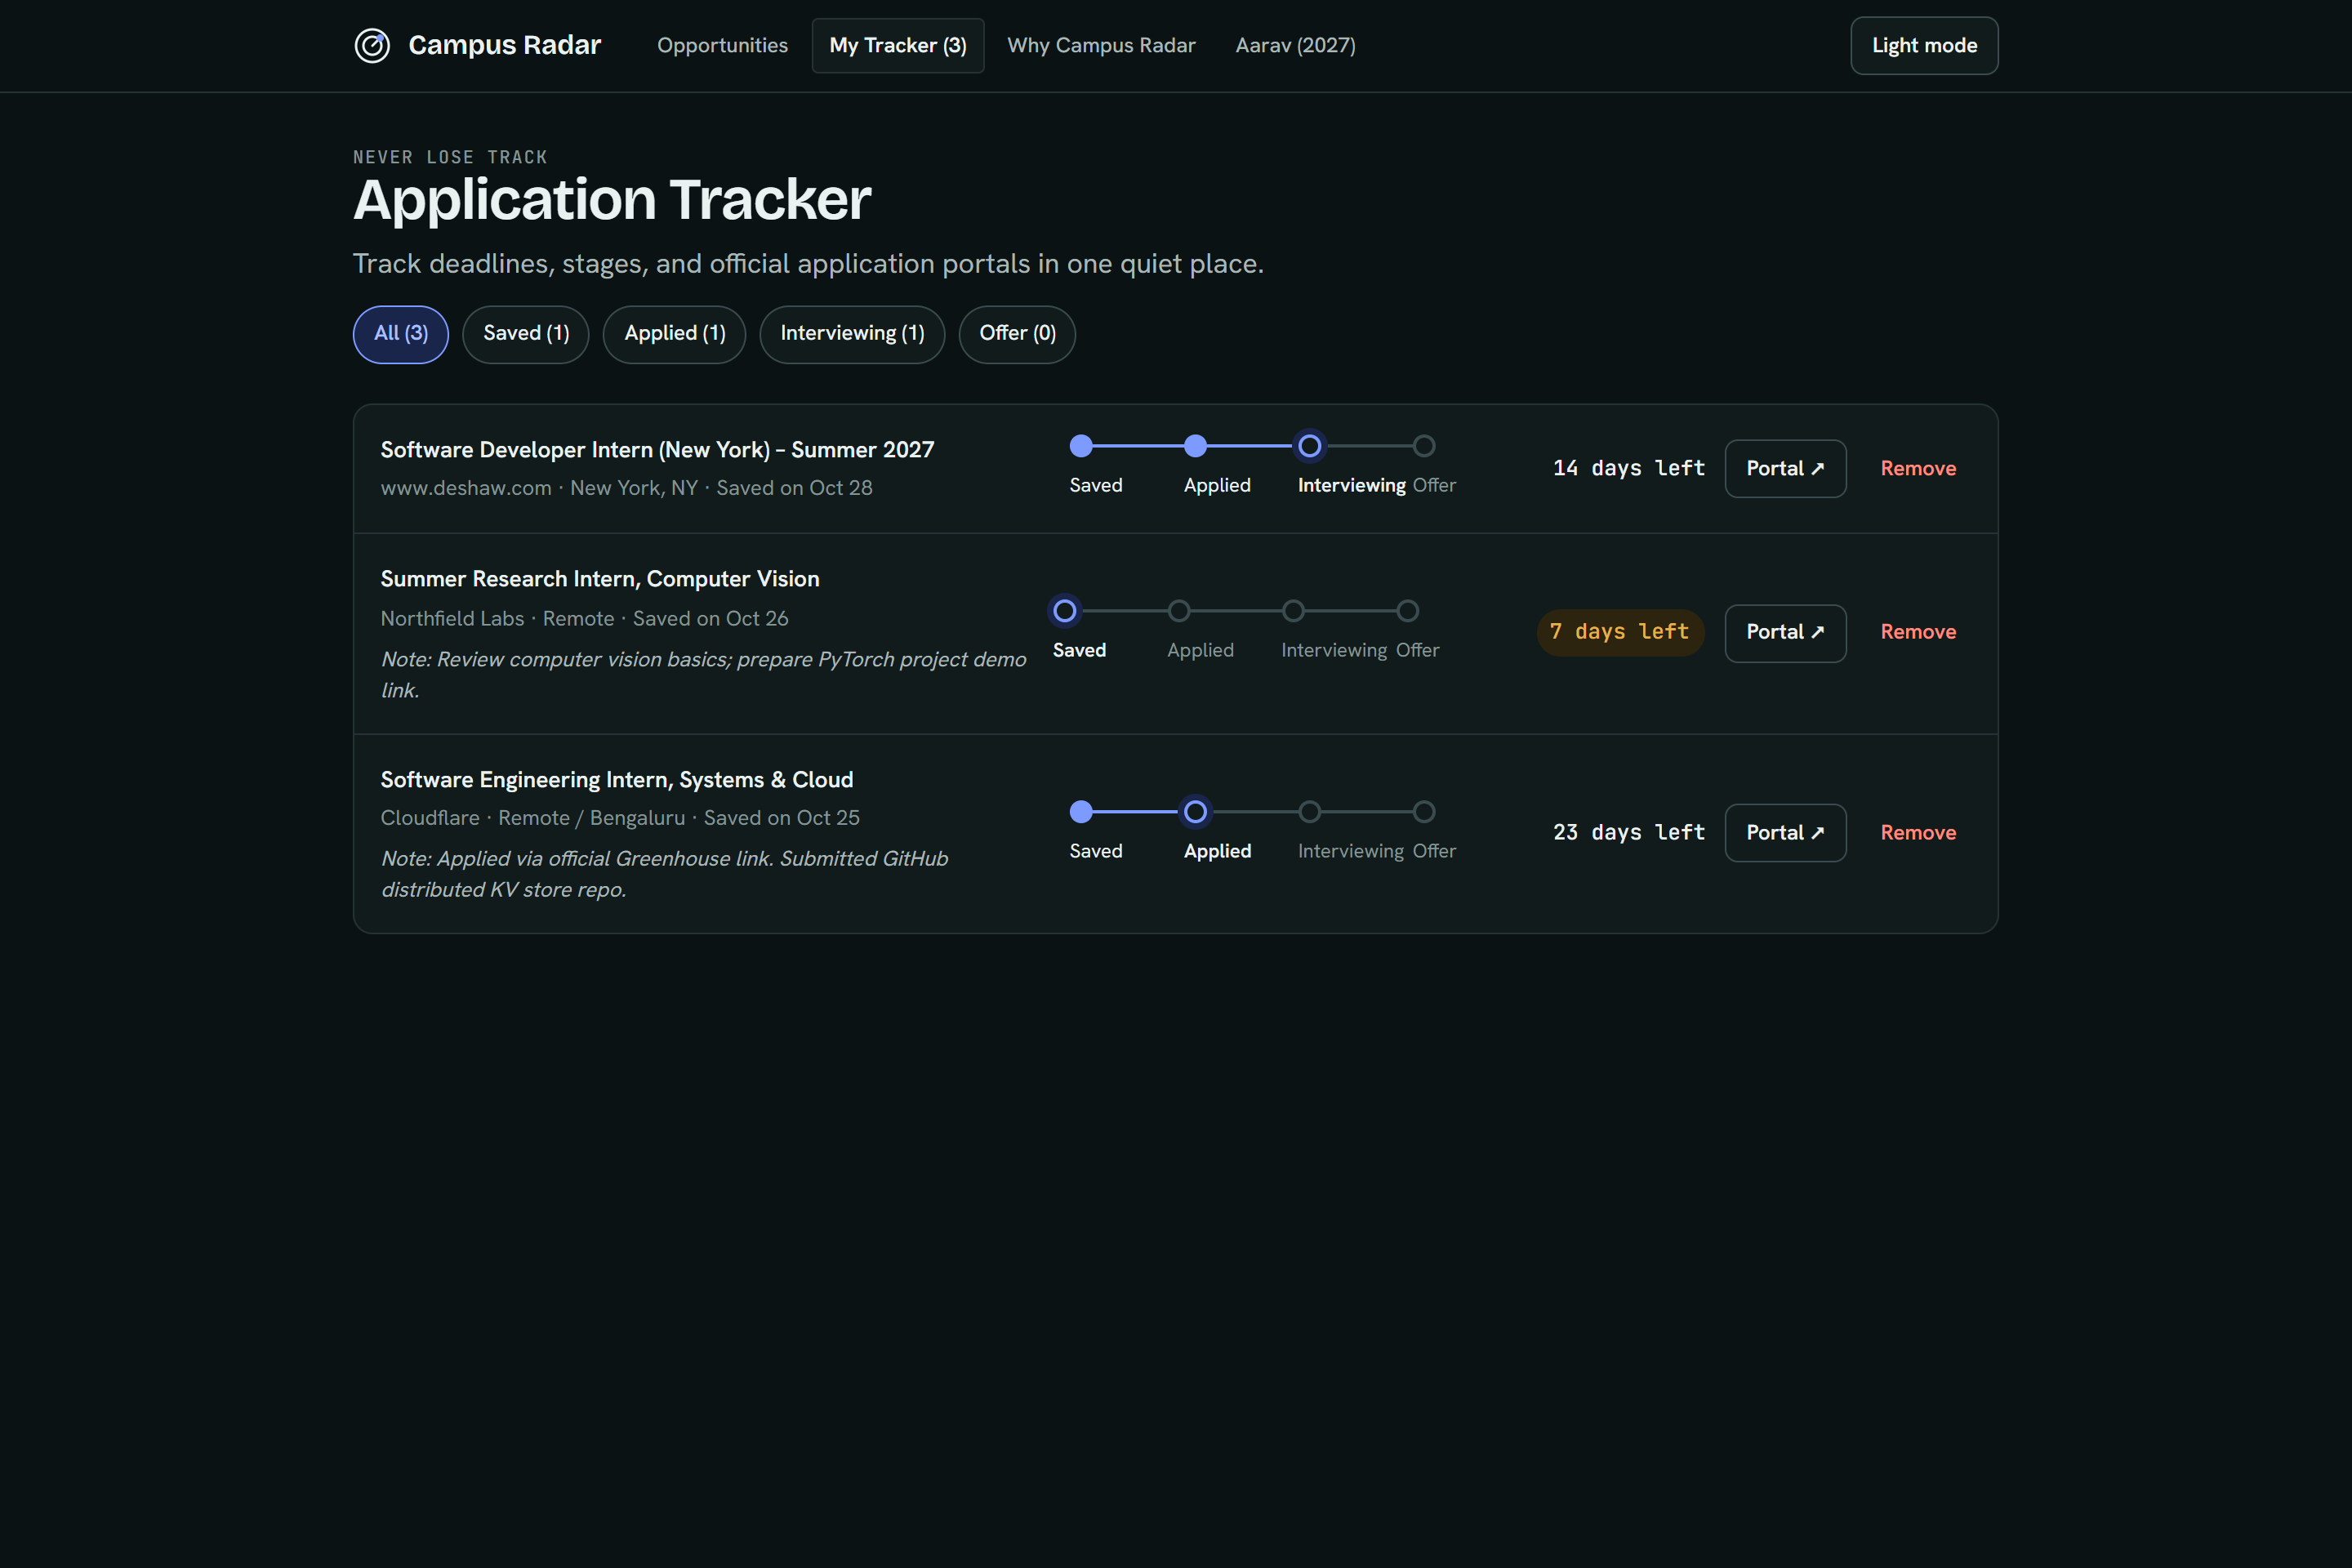 Campus Radar
Opportunities
My Tracker (3)
Why Campus Radar
Aarav (2027)
Light mode
NEVER LOSE TRACK
Application Tracker
Track deadlines, stages, and official application portals in one quiet place.
All (3)
Saved (1)
Applied (1)
Interviewing (1)
Offer (0)
Software Developer Intern (New York) – Summer 2027
www.deshaw.com · New York, NY · Saved on Oct 28
Saved
Applied
Interviewing
Offer
14 days left
Portal ↗
Remove
Summer Research Intern, Computer Vision
Northfield Labs · Remote · Saved on Oct 26
Note: Review computer vision basics; prepare PyTorch project demo
link.
Saved
Applied
Interviewing
Offer
7 days left
Portal ↗
Remove
Software Engineering Intern, Systems & Cloud
Cloudflare · Remote / Bengaluru · Saved on Oct 25
Note: Applied via official Greenhouse link. Submitted GitHub
distributed KV store repo.
Saved
Applied
Interviewing
Offer
23 days left
Portal ↗
Remove